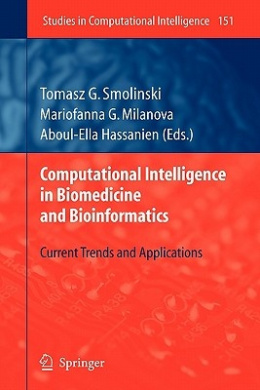 Studies in Computational Intelligence 151
Tomasz G. Smolinski
Mariofanna G. Milanova
Aboul-Ella Hassanien (Eds.)
Computational Intelligence
in Biomedicine
and Bioinformatics
Current Trends and Applications
Springer